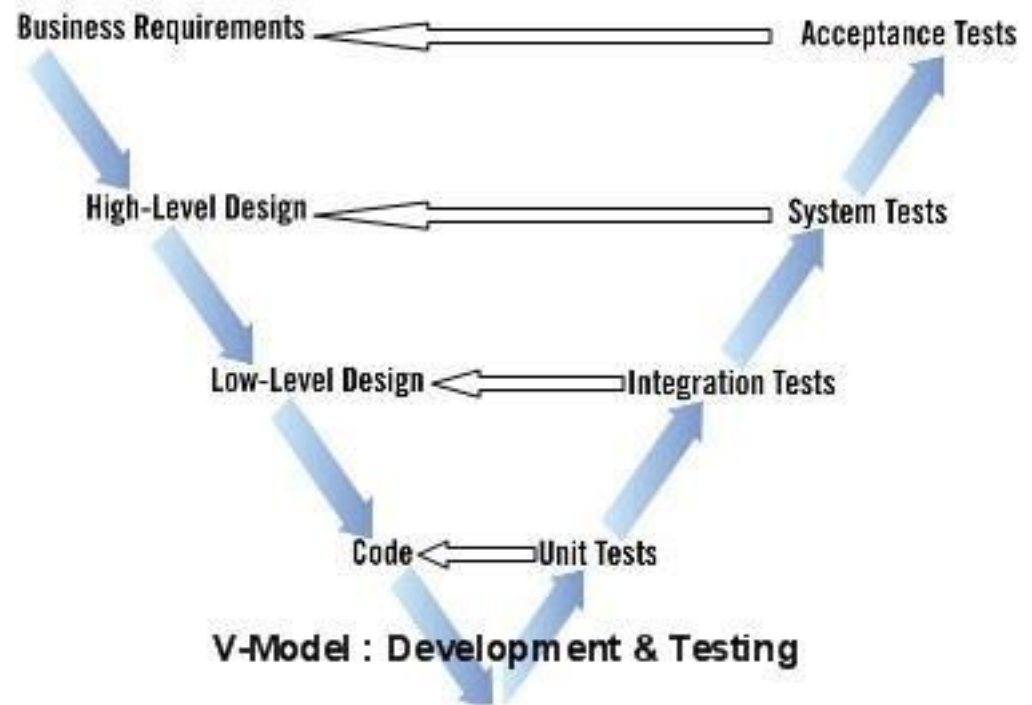 Business Requirements
Acceptance Tests
High-Level Design
System Tests
Low-Level Design
Integration Tests
Code
Unit Tests
V-Model : Development & Testing